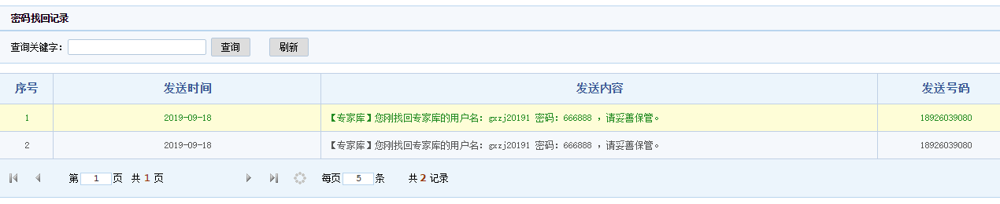 密码找回记录
查询关键字： 查询 刷新
序号 发送时间 发送内容 发送号码
1 2019-09-18 【专家库】您刚找回专家库的用户名：gxzj20191 密码：666888 ，请妥善保管。 18926039080
2 2019-09-18 【专家库】您刚找回专家库的用户名：gxzj20191 密码：666888 ，请妥善保管。 18926039080
第 1 页 共 1 页 每页 5 条 共 2 记录